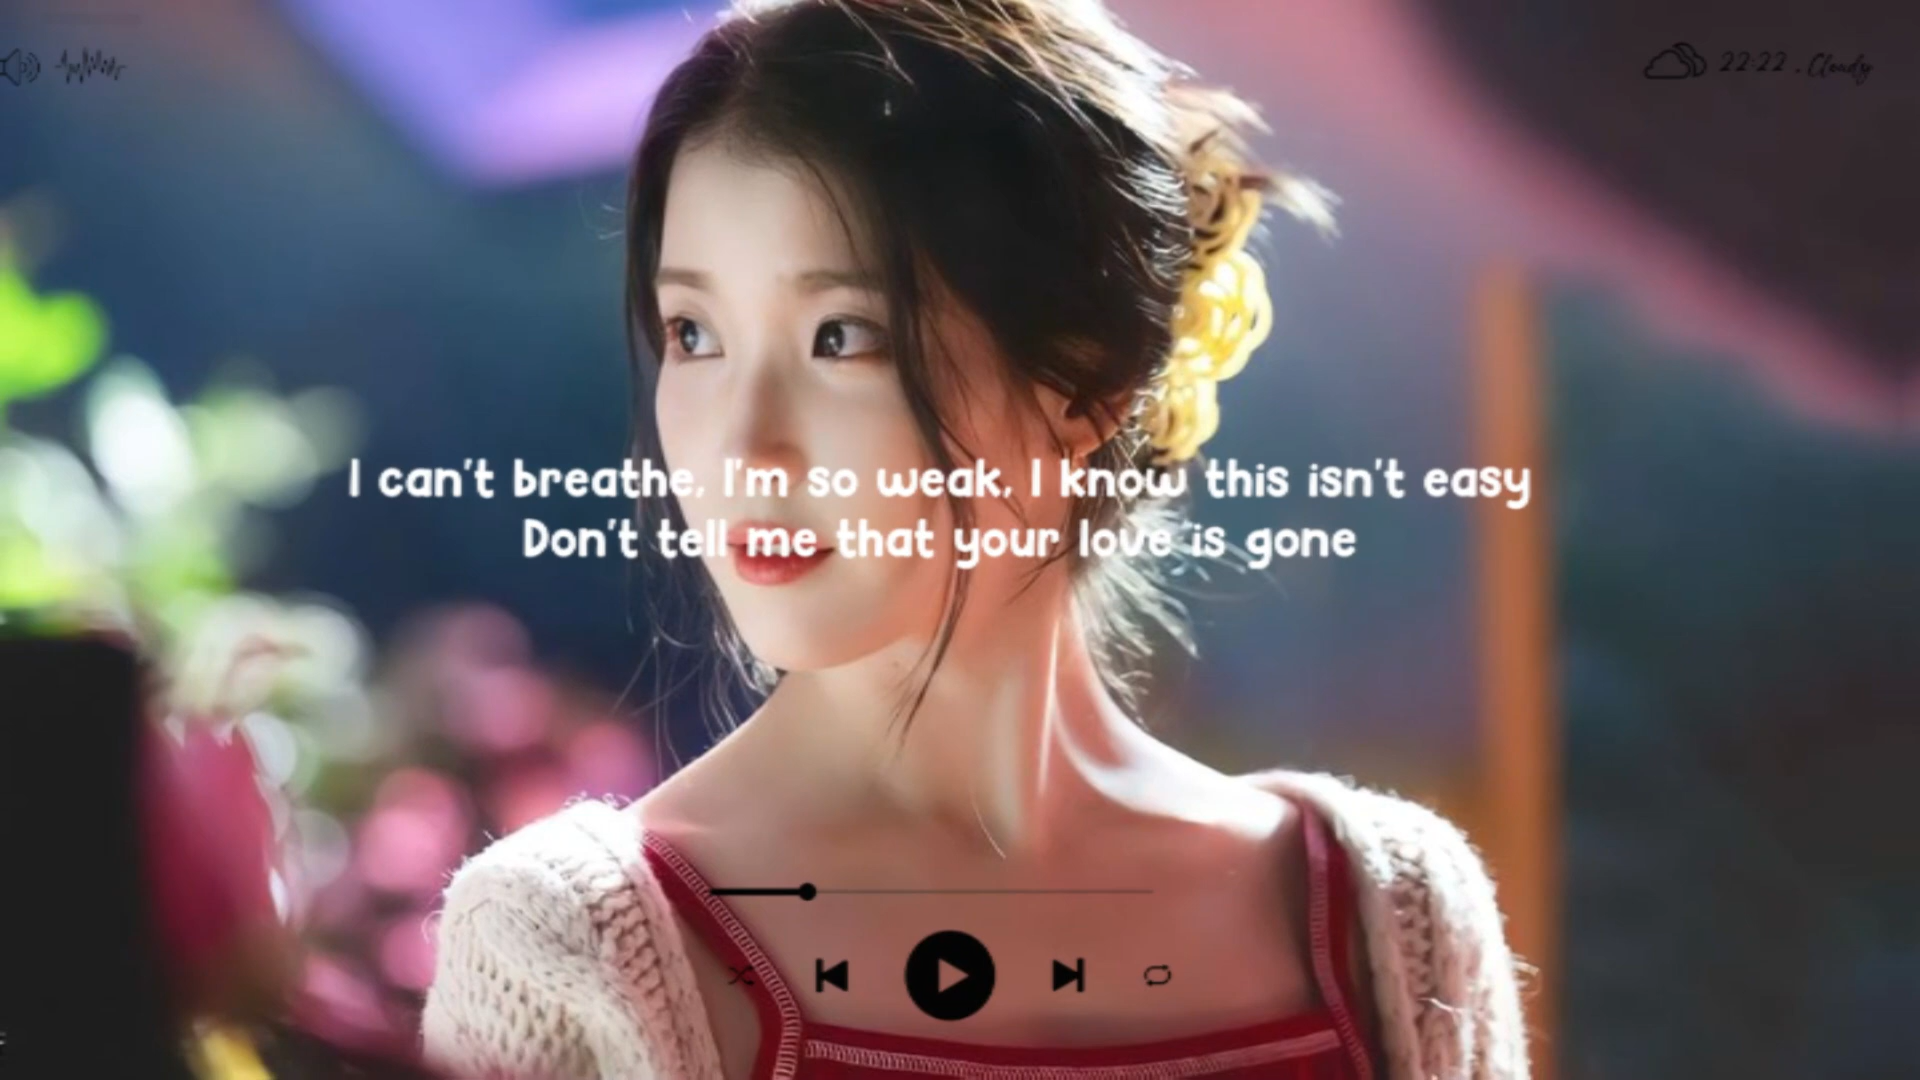 22:22 . Cloudy
I can't breathe, I'm so weak, I know this isn't easy
Don't tell me that your love is gone